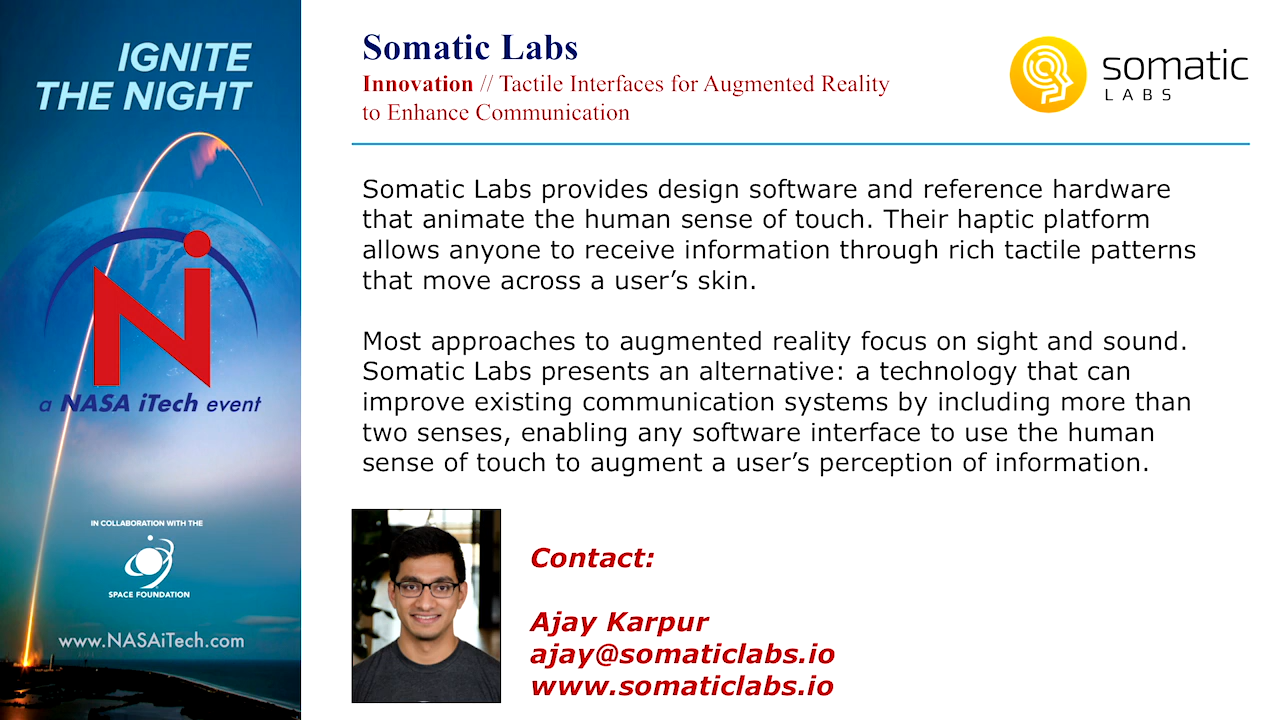 IGNITE
THE NIGHT
Ni
a NASA iTech event
IN COLLABORATION WITH THE
SPACE FOUNDATION
www.NASAiTech.com
Somatic Labs
Innovation // Tactile Interfaces for Augmented Reality
to Enhance Communication
somatic
LABS
Somatic Labs provides design software and reference hardware
that animate the human sense of touch. Their haptic platform
allows anyone to receive information through rich tactile patterns
that move across a user’s skin.
Most approaches to augmented reality focus on sight and sound.
Somatic Labs presents an alternative: a technology that can
improve existing communication systems by including more than
two senses, enabling any software interface to use the human
sense of touch to augment a user’s perception of information.
Contact:
Ajay Karpur
ajay@somaticlabs.io
www.somaticlabs.io